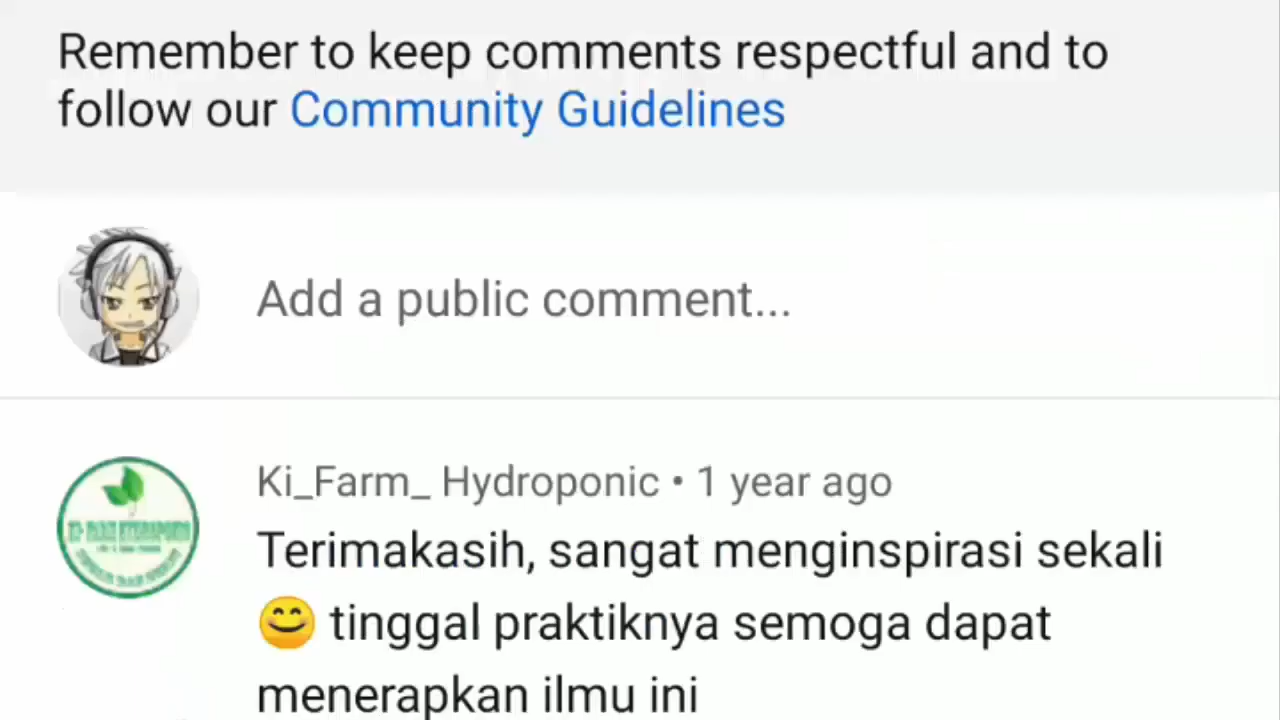 Remember to keep comments respectful and to
follow our Community Guidelines
Add a public comment...
Ki_Farm_ Hydroponic • 1 year ago
Terimakasih, sangat menginspirasi sekali
😊 tinggal praktiknya semoga dapat
menerapkan ilmu ini